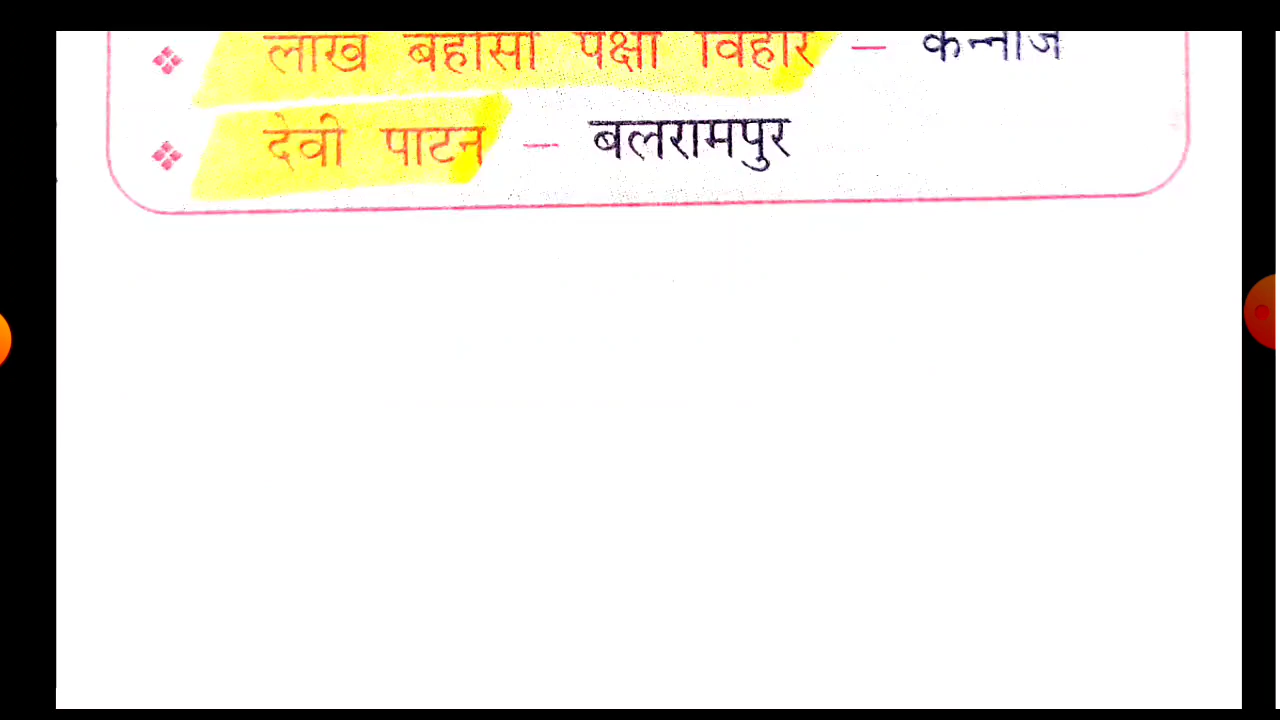 ❖ लाख बहोसी पक्षी विहार – कन्नौज
❖ देवी पाटन – बलरामपुर